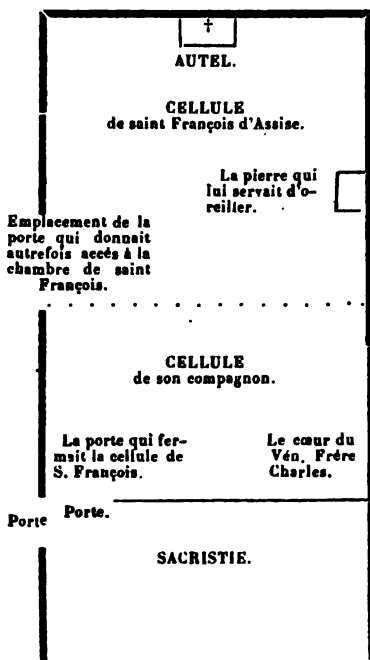 †
AUTEL.
CELLULE
de saint François d'Assise.
La pierre qui
lui servait d'o-
reiller.
Emplacement de la
porte qui donnait
autrefois accès à la
chambre de saint
François.
CELLULE
de son compagnon.
La porte qui fer-
mait la cellule de
S. François.
Le cœur du
Vén. Frère
Charles.
Porte
Porte.
SACRISTIE.